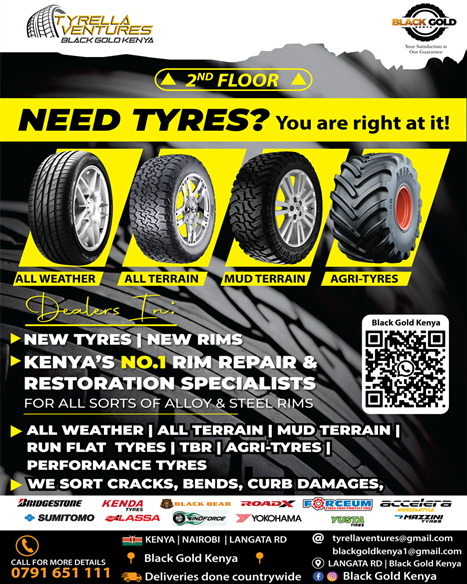 TYRELLA
VENTURES
BLACK GOLD KENYA
BLACK GOLD
KENYA
Your Satisfaction is
Our Guarantee
2ND FLOOR
NEED TYRES? You are right at it!
ALL WEATHER
ALL TERRAIN
MUD TERRAIN
AGRI-TYRES
Dealers In:
NEW TYRES | NEW RIMS
KENYA'S NO.1 RIM REPAIR &
RESTORATION SPECIALISTS
FOR ALL SORTS OF ALLOY & STEEL RIMS
Black Gold Kenya
ALL WEATHER | ALL TERRAIN | MUD TERRAIN |
RUN FLAT TYRES | TBR | AGRI-TYRES |
PERFORMANCE TYRES
WE SORT CRACKS, BENDS, CURB DAMAGES,
BRIDGESTONE KENDA TYRES BLACK BEAR ROADX FORCEUM accelera
SUMITOMO LASSA WINDFORCE YOKOHAMA YUSTA TYRES MAZZINI TYRES
CALL FOR MORE DETAILS
0791 651 111
KENYA | NAIROBI | LANGATA RD
Black Gold Kenya
Deliveries done countrywide
@ tyrellaventures@gmail.com
blackgoldkenya1@gmail.com
LANGATA RD | Black Gold Kenya
Black Gold Kenya